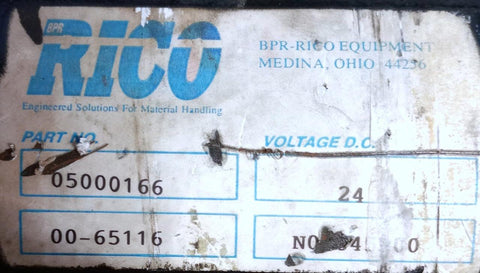 BPR
RICO
BPR-RICO EQUIPMENT
MEDINA, OHIO 44256
Engineered Solutions For Material Handling
PART NO.
VOLTAGE D.C.
05000166
24
00-65116